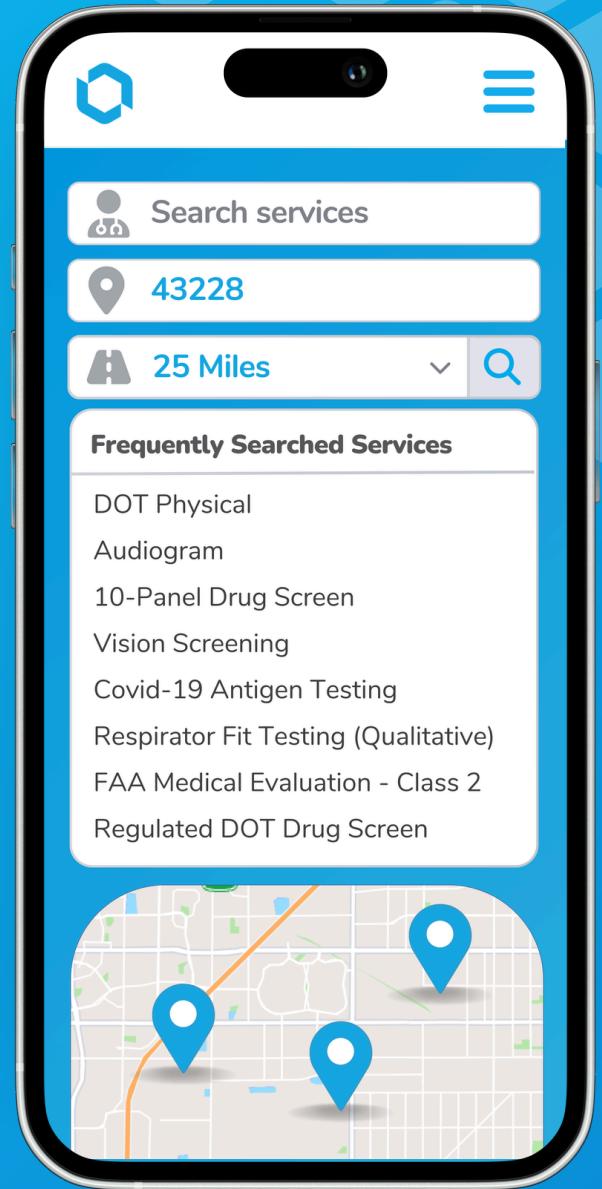 Search services
43228
25 Miles
Frequently Searched Services
DOT Physical
Audiogram
10-Panel Drug Screen
Vision Screening
Covid-19 Antigen Testing
Respirator Fit Testing (Qualitative)
FAA Medical Evaluation - Class 2
Regulated DOT Drug Screen